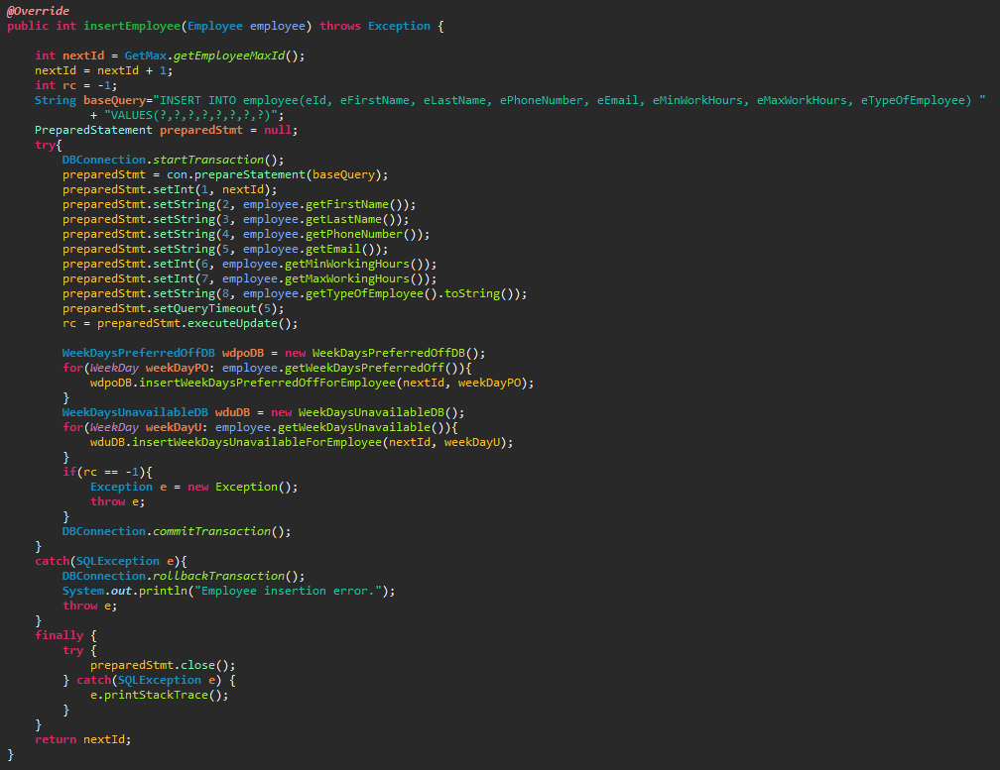 @Override
public int insertEmployee(Employee employee) throws Exception {

    int nextId = GetMax.getEmployeeMaxId();
    nextId = nextId + 1;
    int rc = -1;
    String baseQuery="INSERT INTO employee(eId, eFirstName, eLastName, ePhoneNumber, eEmail, eMinWorkHours, eMaxWorkHours, eTypeOfEmployee) "
            + "VALUES(?,?,?,?,?,?,?,?)";
    PreparedStatement preparedStmt = null;
    try{
        DBConnection.startTransaction();
        preparedStmt = con.prepareStatement(baseQuery);
        preparedStmt.setInt(1, nextId);
        preparedStmt.setString(2, employee.getFirstName());
        preparedStmt.setString(3, employee.getLastName());
        preparedStmt.setString(4, employee.getPhoneNumber());
        preparedStmt.setString(5, employee.getEmail());
        preparedStmt.setInt(6, employee.getMinWorkingHours());
        preparedStmt.setInt(7, employee.getMaxWorkingHours());
        preparedStmt.setString(8, employee.getTypeOfEmployee().toString());
        preparedStmt.setQueryTimeout(5);
        rc = preparedStmt.executeUpdate();

        WeekDaysPreferredOffDB wdpoDB = new WeekDaysPreferredOffDB();
        for(WeekDay weekDayPO: employee.getWeekDaysPreferredOff()){
            wdpoDB.insertWeekDaysPreferredOffForEmployee(nextId, weekDayPO);
        }
        WeekDaysUnavailableDB wduDB = new WeekDaysUnavailableDB();
        for(WeekDay weekDayU: employee.getWeekDaysUnavailable()){
            wduDB.insertWeekDaysUnavailableForEmployee(nextId, weekDayU);
        }
        if(rc == -1){
            Exception e = new Exception();
            throw e;
        }
        DBConnection.commitTransaction();
    }
    catch(SQLException e){
        DBConnection.rollbackTransaction();
        System.out.println("Employee insertion error.");
        throw e;
    }
    finally {
        try {
            preparedStmt.close();
        } catch(SQLException e) {
            e.printStackTrace();
        }
    }
    return nextId;
}